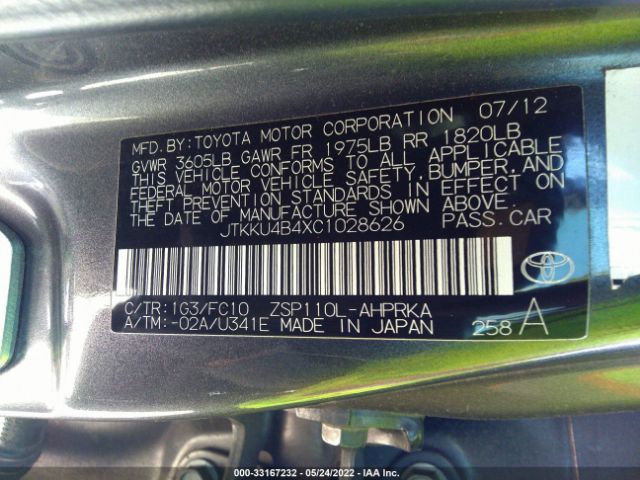 MFD.BY:TOYOTA MOTOR CORPORATION 07/12
GVWR 3605LB GAWR FR 1975LB RR 1820LB
THIS VEHICLE CONFORMS TO ALL APPLICABLE
FEDERAL MOTOR VEHICLE SAFETY,BUMPER,AND
THEFT PREVENTION STANDARDS IN EFFECT ON
THE DATE OF MANUFACTURE SHOWN ABOVE.
JTKKU4B4XC1028626 PASS.CAR
C/TR:1G3/FC10 ZSP110L-AHPRKA
A/TM:-02A/U341E MADE IN JAPAN 258 A
000-33167232 - 05/24/2022 - IAA Inc.